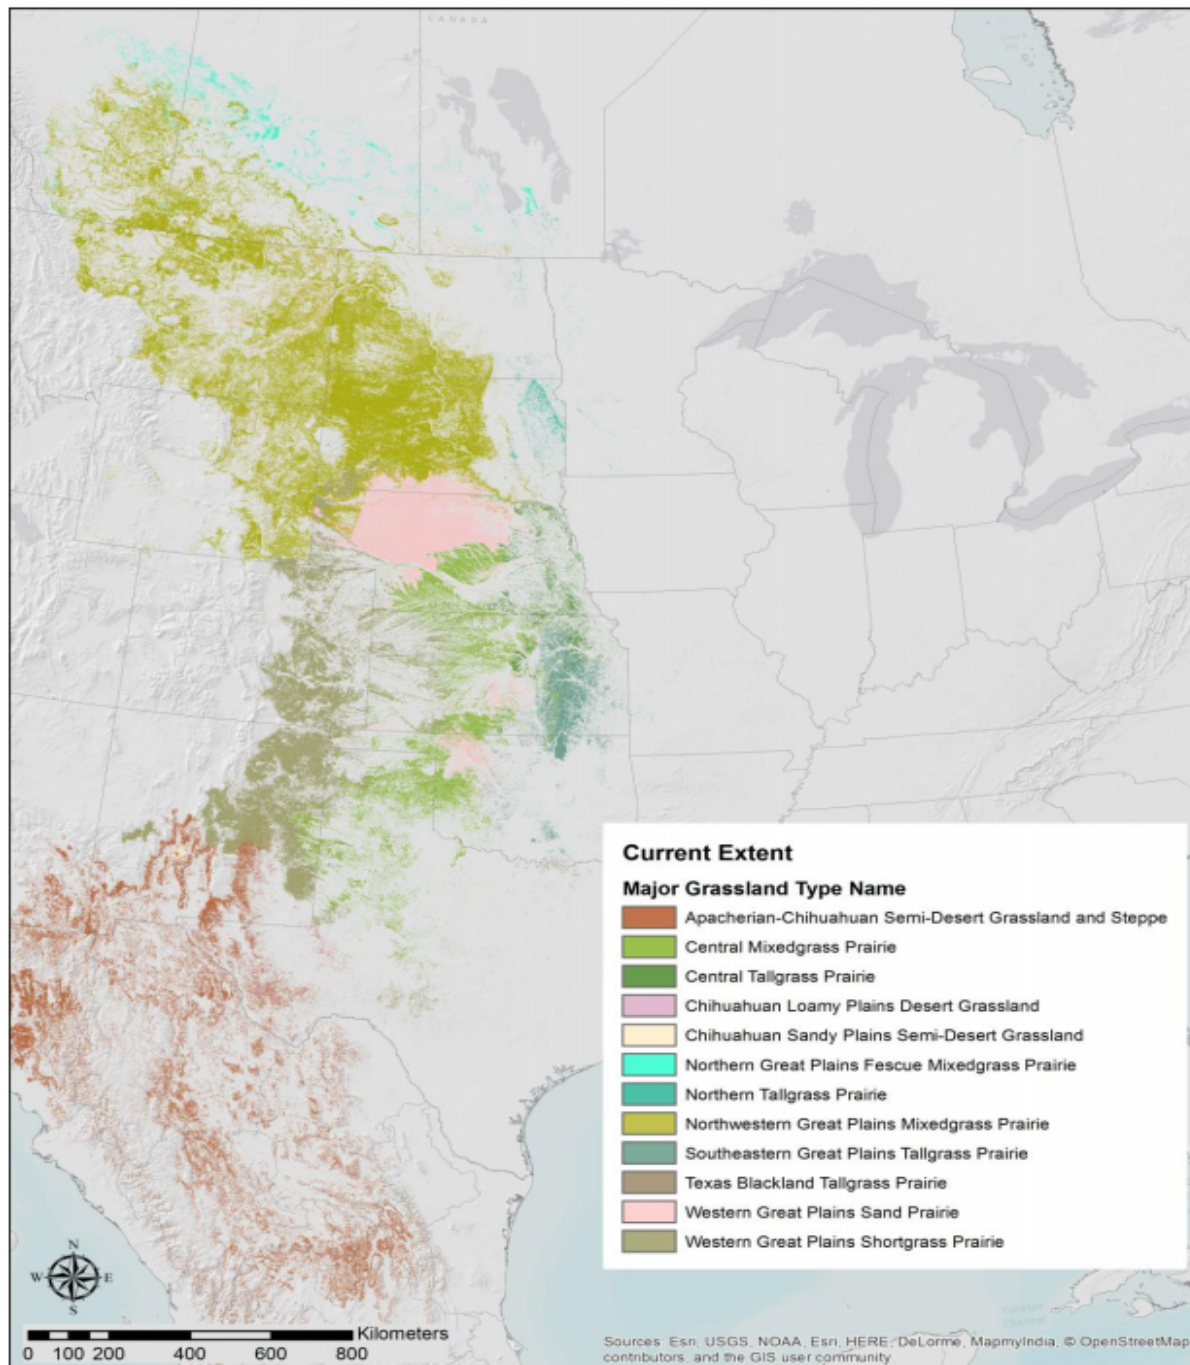 CANADA
Current Extent
Major Grassland Type Name
Apacherian-Chihuahuan Semi-Desert Grassland and Steppe
Central Mixedgrass Prairie
Central Tallgrass Prairie
Chihuahuan Loamy Plains Desert Grassland
Chihuahuan Sandy Plains Semi-Desert Grassland
Northern Great Plains Fescue Mixedgrass Prairie
Northern Tallgrass Prairie
Northwestern Great Plains Mixedgrass Prairie
Southeastern Great Plains Tallgrass Prairie
Texas Blackland Tallgrass Prairie
Western Great Plains Sand Prairie
Western Great Plains Shortgrass Prairie
N
W E
S
Kilometers
0 100 200 400 600 800
Sources: Esri, USGS, NOAA, Esri, HERE, DeLorme, MapmyIndia, © OpenStreetMap
contributors, and the GIS user community